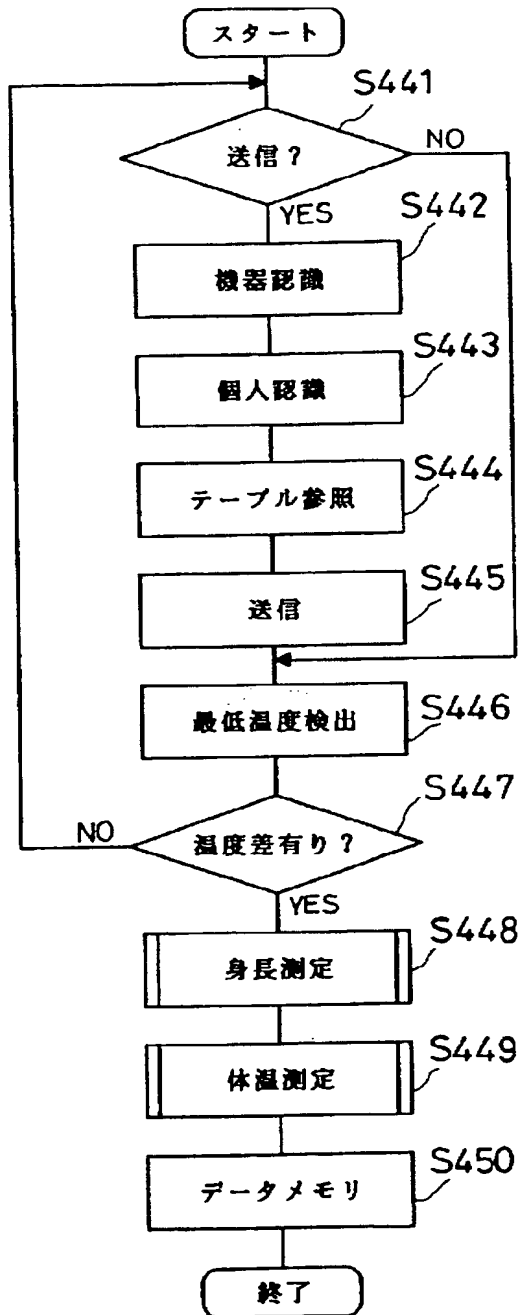 スタート
S441
送信?
NO
YES
S442
機器認識
S443
個人認識
S444
テーブル参照
S445
送信
S446
最低温度検出
S447
温度差有り?
NO
YES
S448
身長測定
S449
体温測定
S450
データメモリ
終了